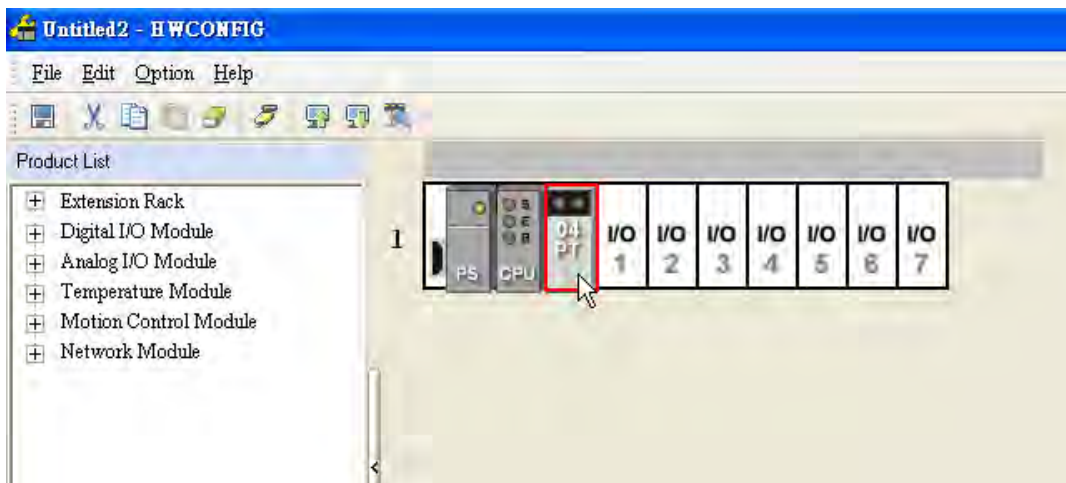 Untitled2 - HWCONFIG
File Edit Option Help
Product List
Extension Rack
Digital I/O Module
Analog I/O Module
Temperature Module
Motion Control Module
Network Module
1
PS
CPU
S
E
R
04
PT
I/O I/O I/O I/O I/O I/O I/O
1 2 3 4 5 6 7